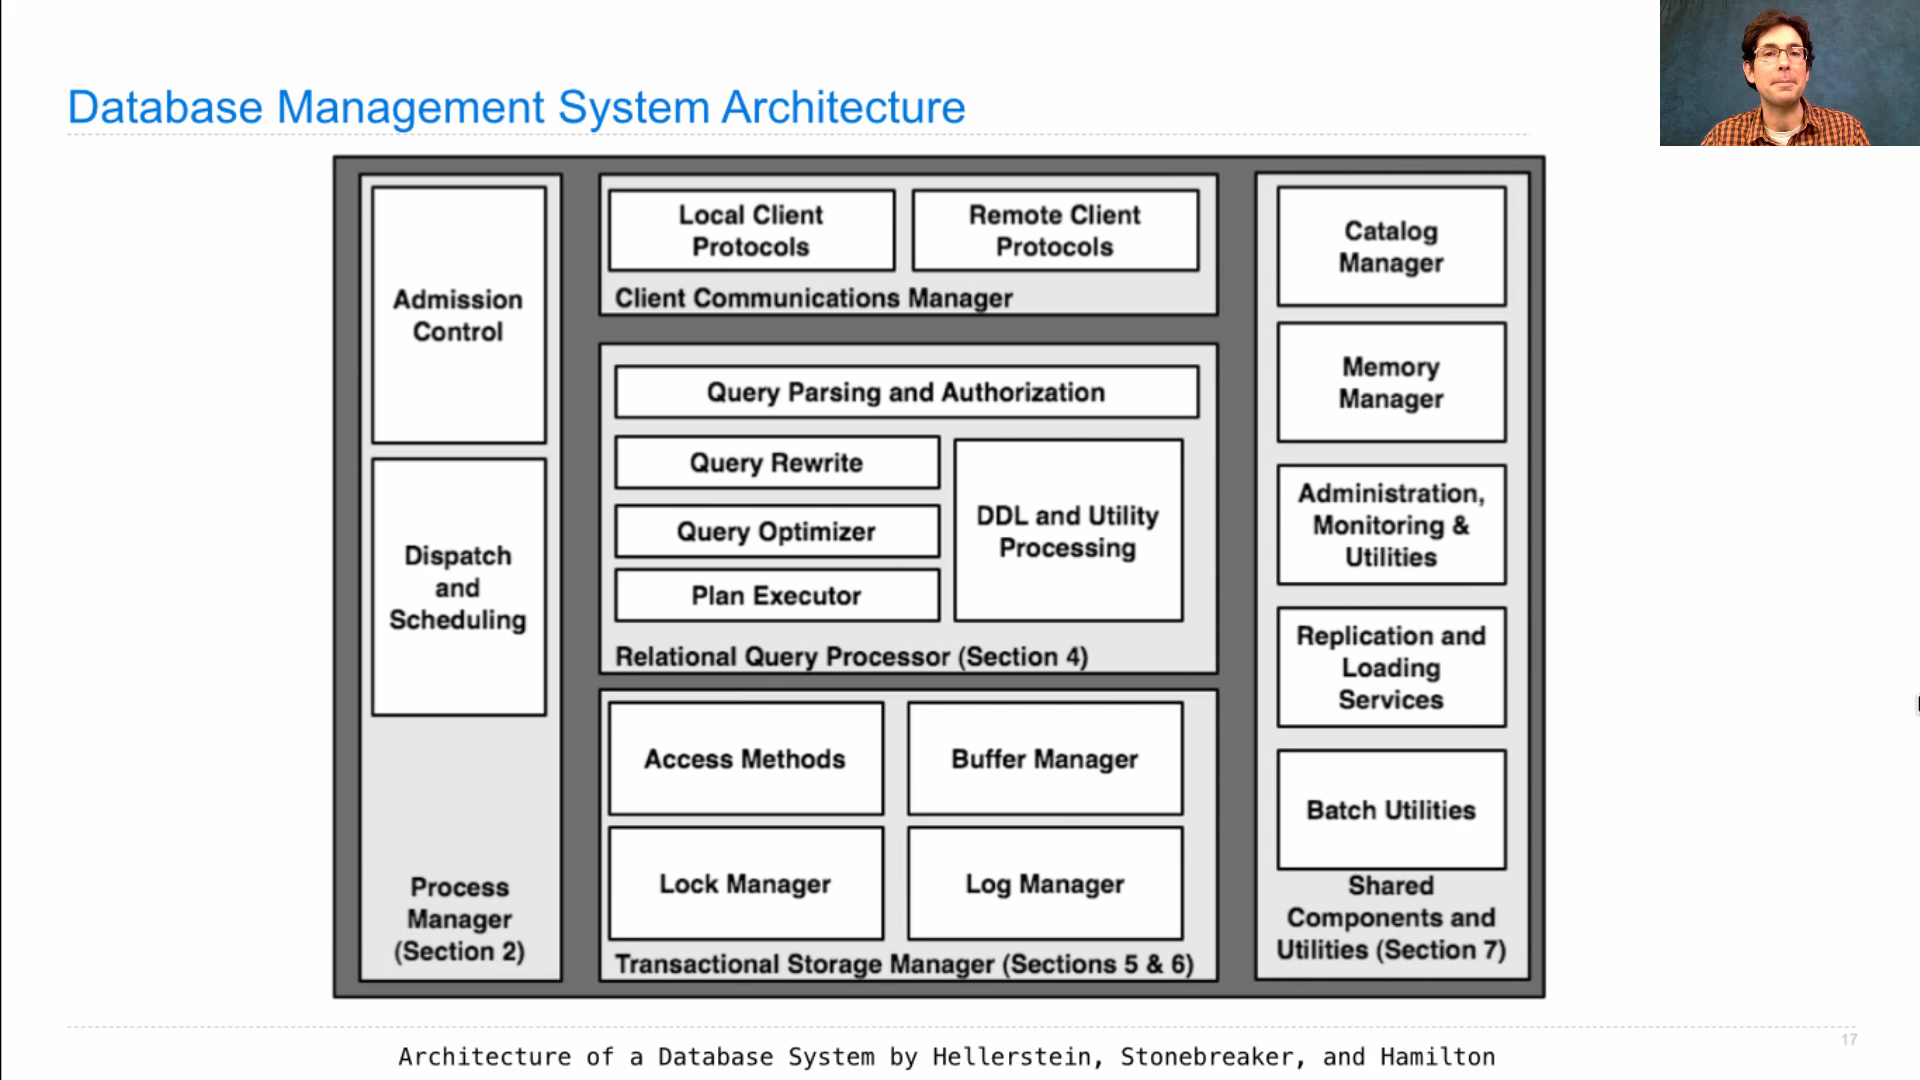 Database Management System Architecture
Admission
Control
Dispatch
and
Scheduling
Process
Manager
(Section 2)
Local Client
Protocols
Remote Client
Protocols
Client Communications Manager
Query Parsing and Authorization
Query Rewrite
Query Optimizer
Plan Executor
DDL and Utility
Processing
Relational Query Processor (Section 4)
Access Methods
Buffer Manager
Lock Manager
Log Manager
Transactional Storage Manager (Sections 5 & 6)
Catalog
Manager
Memory
Manager
Administration,
Monitoring &
Utilities
Replication and
Loading
Services
Batch Utilities
Shared
Components and
Utilities (Section 7)
17
Architecture of a Database System by Hellerstein, Stonebreaker, and Hamilton